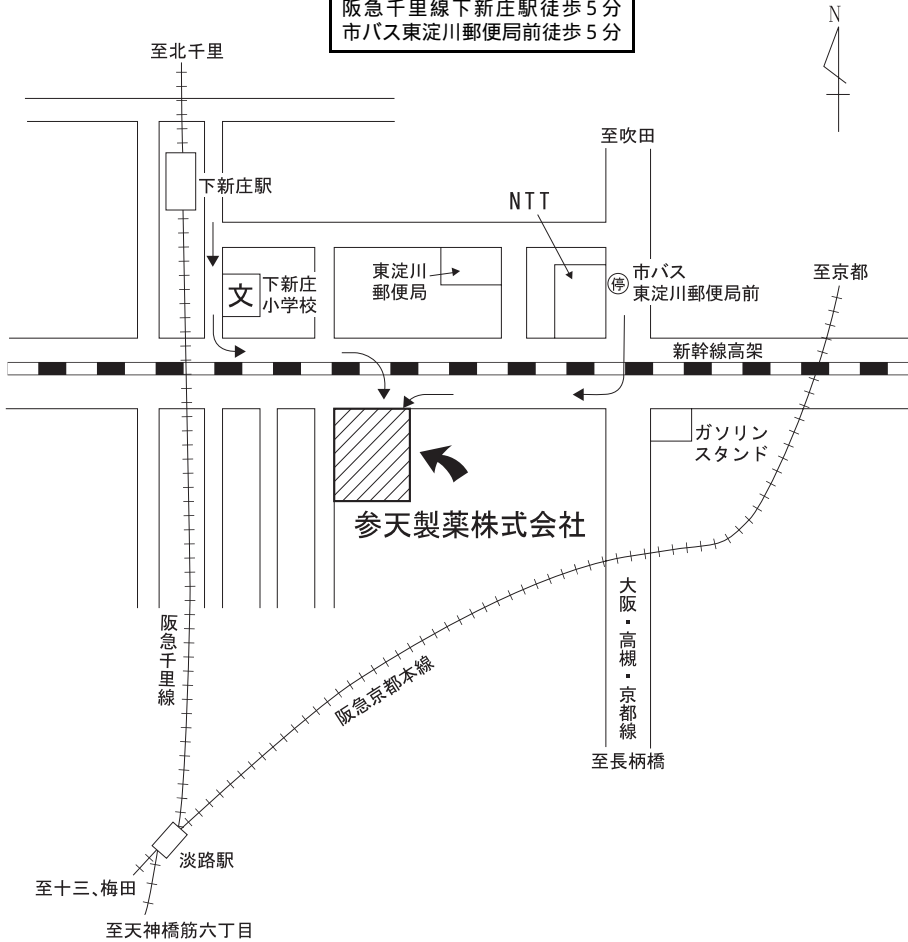 阪急千里線下新庄駅徒歩５分
市バス東淀川郵便局前徒歩５分
N
至北千里
至吹田
下新庄駅
NTT
文
下新庄
小学校
東淀川
郵便局
停
市バス
東淀川郵便局前
至京都
新幹線高架
ガソリン
スタンド
参天製薬株式会社
大阪・高槻・京都線
阪急千里線
阪急京都本線
至長柄橋
淡路駅
至十三、梅田
至天神橋筋六丁目